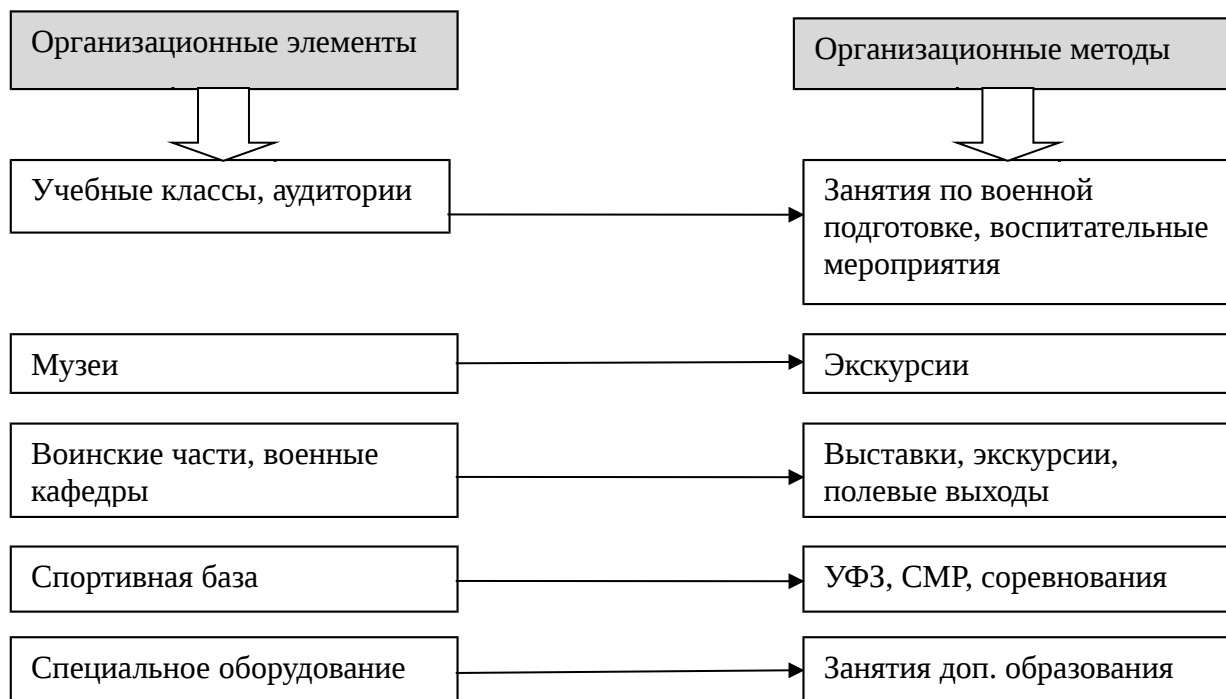 Организационные элементы
Организационные методы
Учебные классы, аудитории
Занятия по военной
подготовке, воспитательные
мероприятия
Музеи
Экскурсии
Воинские части, военные
кафедры
Выставки, экскурсии,
полевые выходы
Спортивная база
УФЗ, СМР, соревнования
Специальное оборудование
Занятия доп. образования